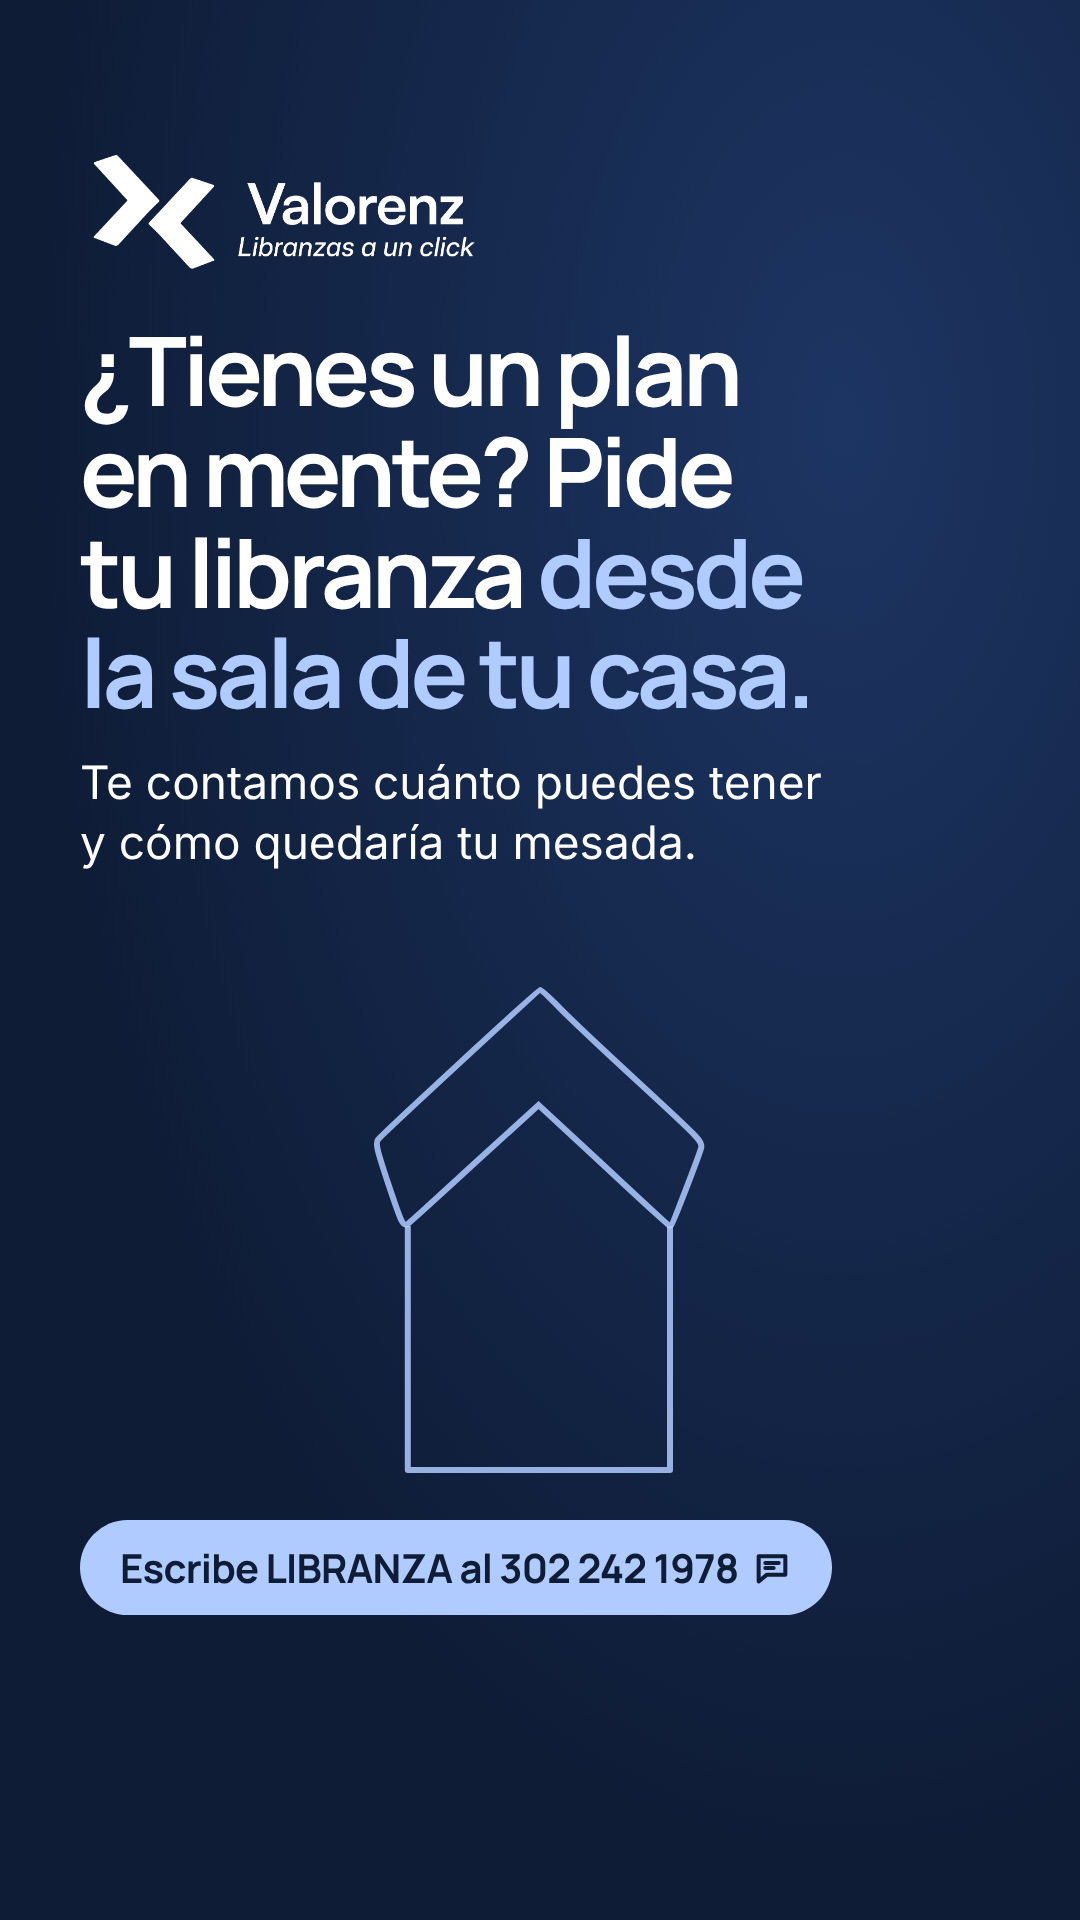 Valorenz
Libranzas a un click
¿Tienes un plan
en mente? Pide
tu libranza desde
la sala de tu casa.
Te contamos cuánto puedes tener
y cómo quedaría tu mesada.
Escribe LIBRANZA al 302 242 1978